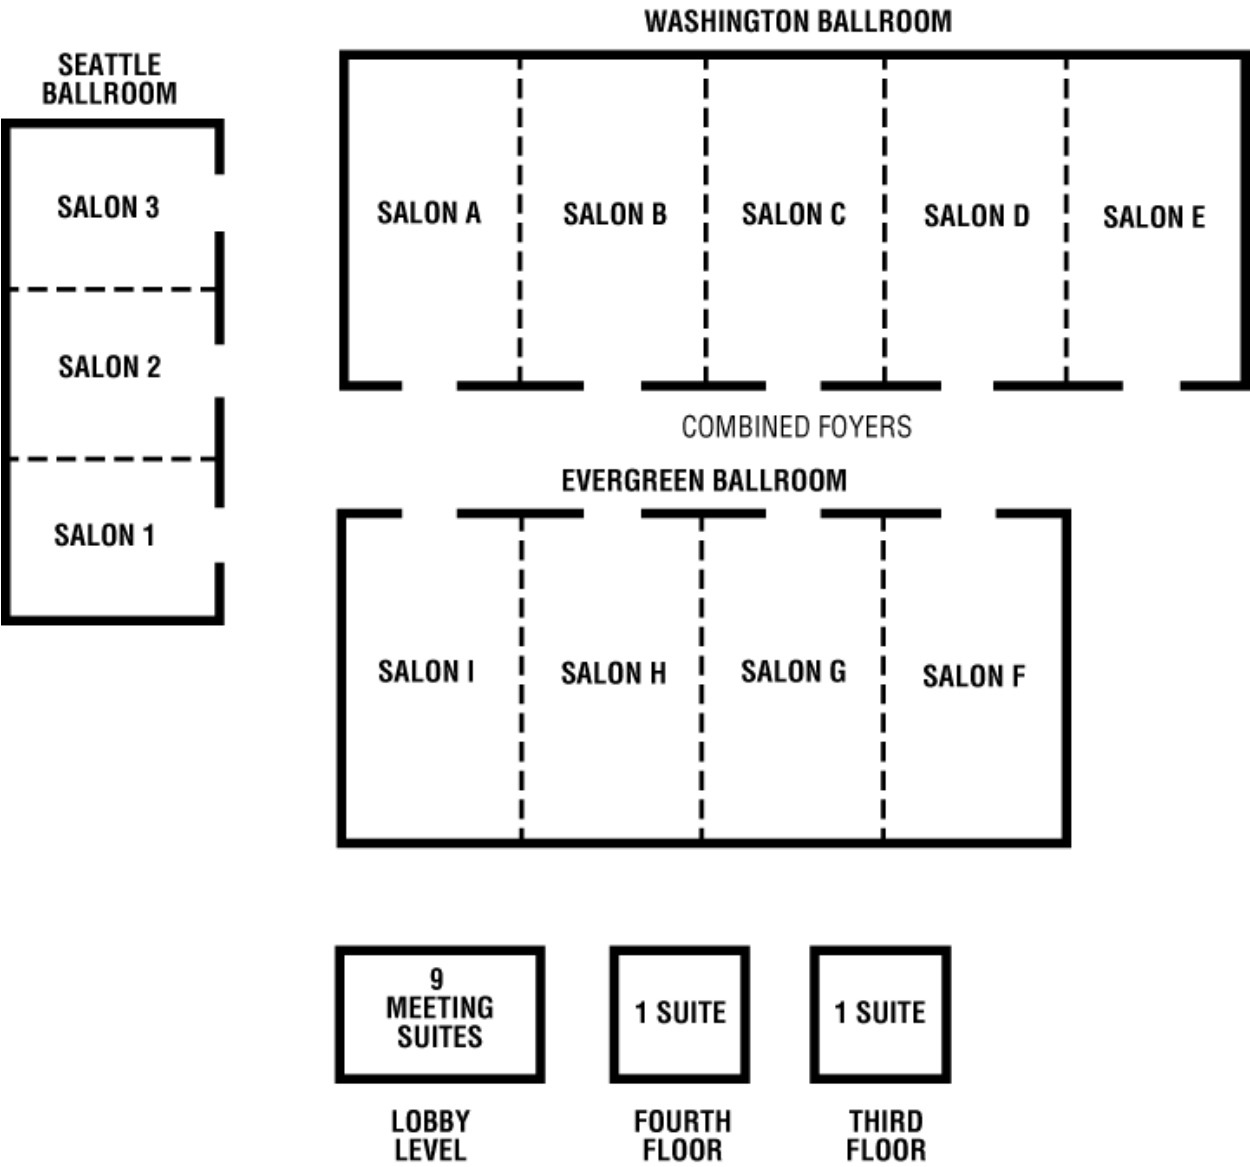 WASHINGTON BALLROOM
SEATTLE
BALLROOM
SALON 3
SALON 2
SALON 1
SALON A
SALON B
SALON C
SALON D
SALON E
COMBINED FOYERS
EVERGREEN BALLROOM
SALON I
SALON H
SALON G
SALON F
9
MEETING
SUITES
LOBBY
LEVEL
1 SUITE
FOURTH
FLOOR
1 SUITE
THIRD
FLOOR